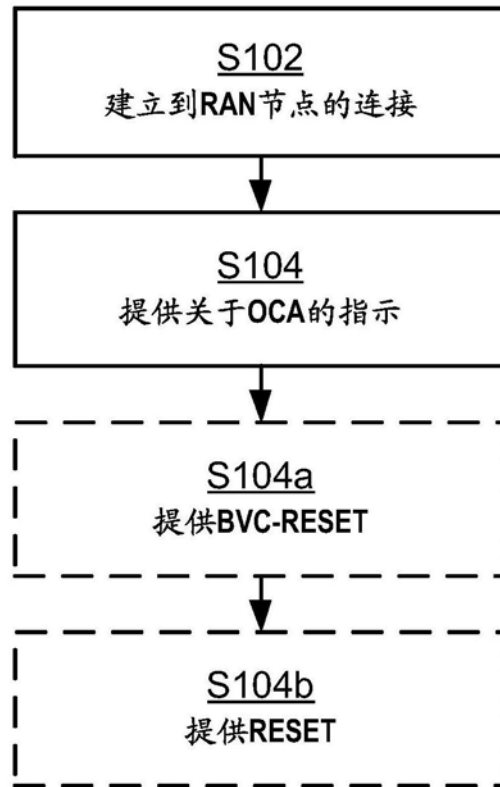 S102
建立到RAN节点的连接
S104
提供关于OCA的指示
S104a
提供BVC-RESET
S104b
提供RESET